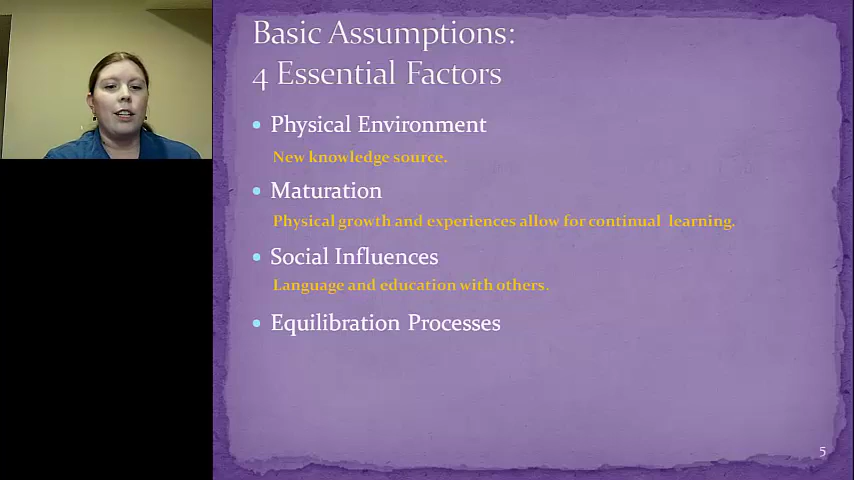 Basic Assumptions:
4 Essential Factors
• Physical Environment
New knowledge source.
• Maturation
Physical growth and experiences allow for continual learning.
• Social Influences
Language and education with others.
• Equilibration Processes
5